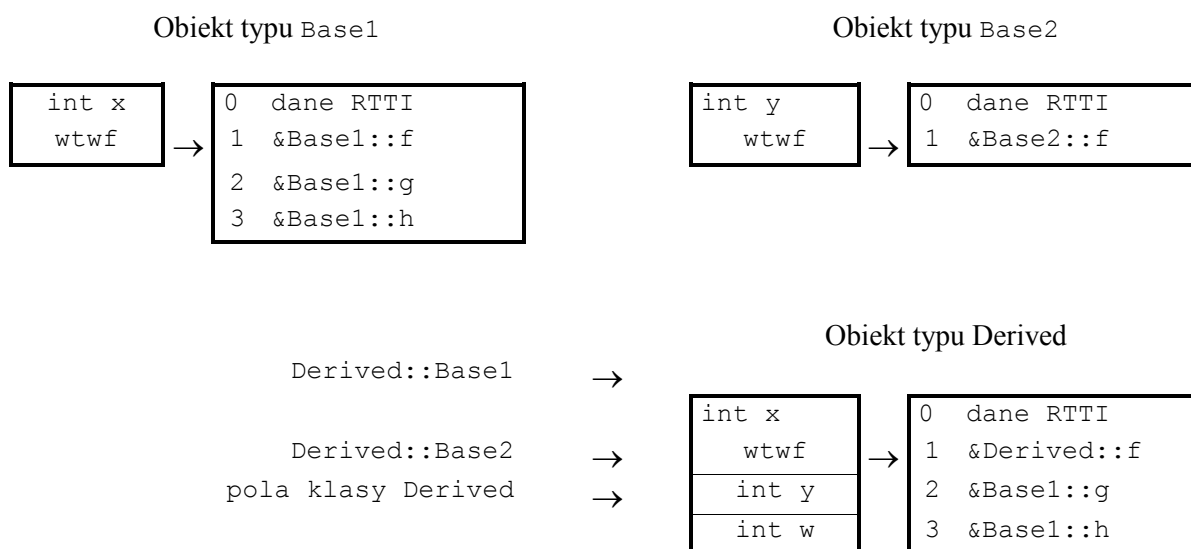 Obiekt typu Base1
Obiekt typu Base2
int x
wtwf
→
0 dane RTTI
1 &Base1::f
2 &Base1::g
3 &Base1::h
int y
wtwf
→
0 dane RTTI
1 &Base2::f
Obiekt typu Derived
Derived::Base1 →
Derived::Base2 →
pola klasy Derived →
int x
wtwf
→
int y
int w
0 dane RTTI
1 &Derived::f
2 &Base1::g
3 &Base1::h